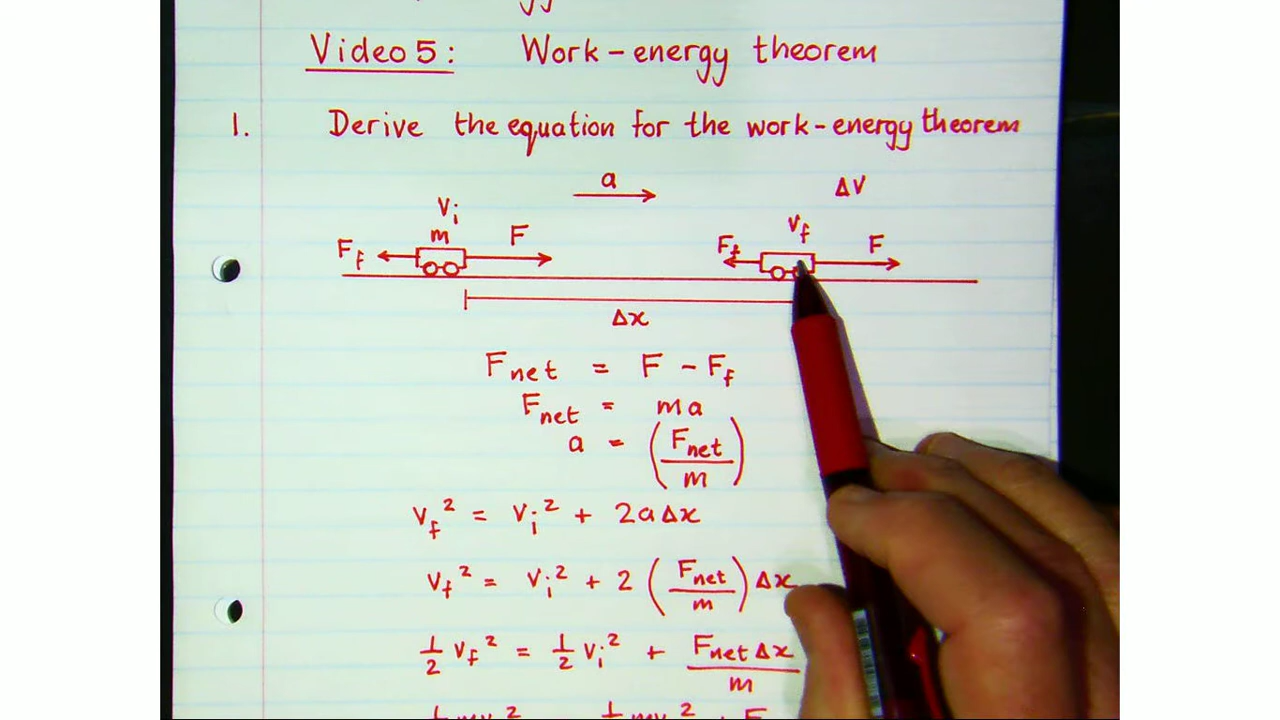 Video 5: Work-energy theorem
1. Derive the equation for the work-energy theorem
a ΔV
Vi Vf
m
Ff F Ff F
Δx
Fnet = F - Ff
Fnet = ma
a = (Fnet/m)
Vf² = Vi² + 2aΔx
Vf² = Vi² + 2(Fnet/m)Δx
½ Vf² = ½ Vi² + FnetΔx/m